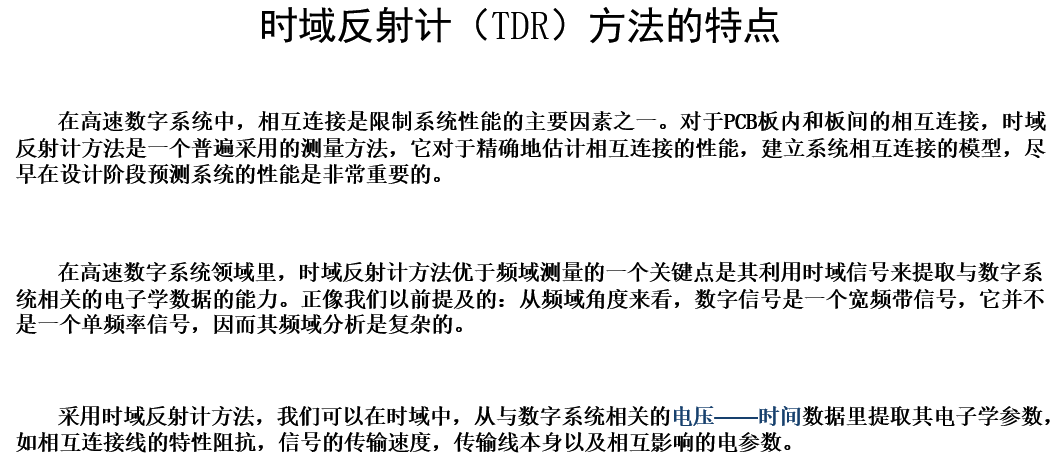 时域反射计（TDR）方法的特点
在高速数字系统中，相互连接是限制系统性能的主要因素之一。对于PCB板内和板间的相互连接，时域
反射计方法是一个普遍采用的测量方法，它对于精确地估计相互连接的性能，建立系统相互连接的模型，尽
早在设计阶段预测系统的性能是非常重要的。
在高速数字系统领域里，时域反射计方法优于频域测量的一个关键点是其利用时域信号来提取与数字系
统相关的电子学数据的能力。正像我们以前提及的：从频域角度来看，数字信号是一个宽频带信号，它并不
是一个单频率信号，因而其频域分析是复杂的。
采用时域反射计方法，我们可以在时域中，从与数字系统相关的电压——时间数据里提取其电子学参数，
如相互连接线的特性阻抗，信号的传输速度，传输线本身以及相互影响的电参数。